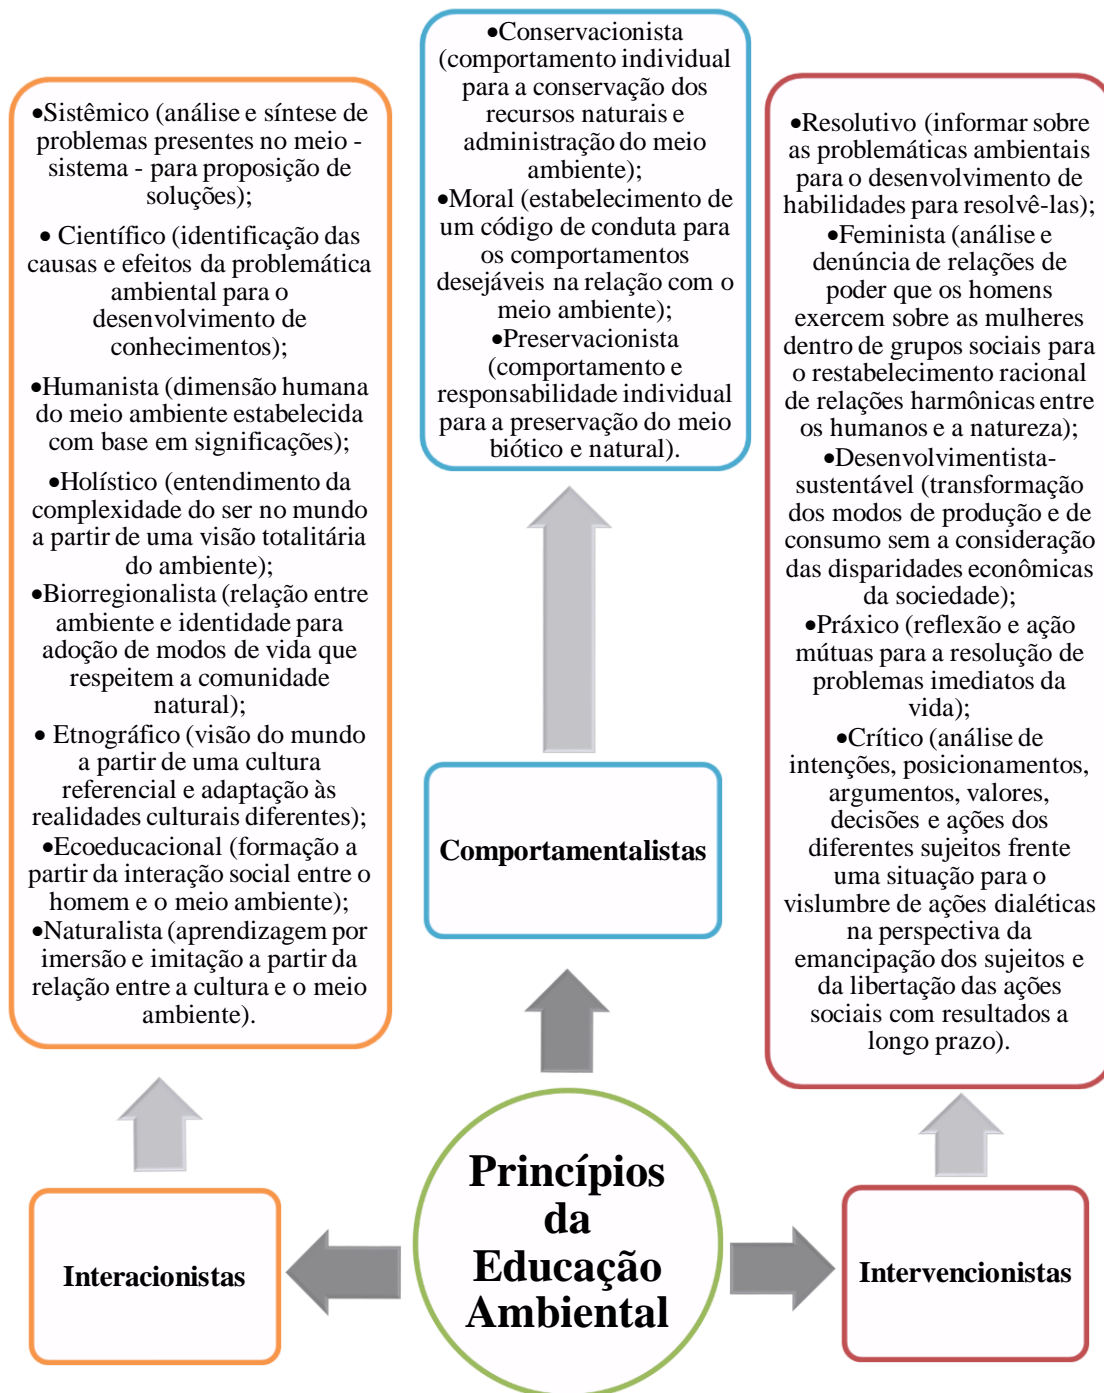 •Sistêmico (análise e síntese de
problemas presentes no meio -
sistema - para proposição de
soluções);
• Científico (identificação das
causas e efeitos da problemática
ambiental para o
desenvolvimento de
conhecimentos);
•Humanista (dimensão humana
do meio ambiente estabelecida
com base em significações);
•Holístico (entendimento da
complexidade do ser no mundo
a partir de uma visão totalitária
do ambiente);
•Biorregionalista (relação entre
ambiente e identidade para
adoção de modos de vida que
respeitem a comunidade
natural);
• Etnográfico (visão do mundo
a partir de uma cultura
referencial e adaptação às
realidades culturais diferentes);
•Ecoeducacional (formação a
partir da interação social entre o
homem e o meio ambiente);
•Naturalista (aprendizagem por
imersão e imitação a partir da
relação entre a cultura e o meio
ambiente).
•Conservacionista
(comportamento individual
para a conservação dos
recursos naturais e
administração do meio
ambiente);
•Moral (estabelecimento de
um código de conduta para
os comportamentos
desejáveis na relação com o
meio ambiente);
•Preservacionista
(comportamento e
responsabilidade individual
para a preservação do meio
biótico e natural).
•Resolutivo (informar sobre
as problemáticas ambientais
para o desenvolvimento de
habilidades para resolvê-las);
•Feminista (análise e
denúncia de relações de
poder que os homens
exercem sobre as mulheres
dentro de grupos sociais para
o restabelecimento racional
de relações harmônicas entre
os humanos e a natureza);
•Desenvolvimentista-
sustentável (transformação
dos modos de produção e de
consumo sem a consideração
das disparidades econômicas
da sociedade);
•Práxico (reflexão e ação
mútuas para a resolução de
problemas imediatos da
vida);
•Crítico (análise de
intenções, posicionamentos,
argumentos, valores,
decisões e ações dos
diferentes sujeitos frente
uma situação para o
vislumbre de ações dialéticas
na perspectiva da
emancipação dos sujeitos e
da libertação das ações
sociais com resultados a
longo prazo).
Comportamentalistas
Interacionistas
Princípios
da
Educação
Ambiental
Intervencionistas